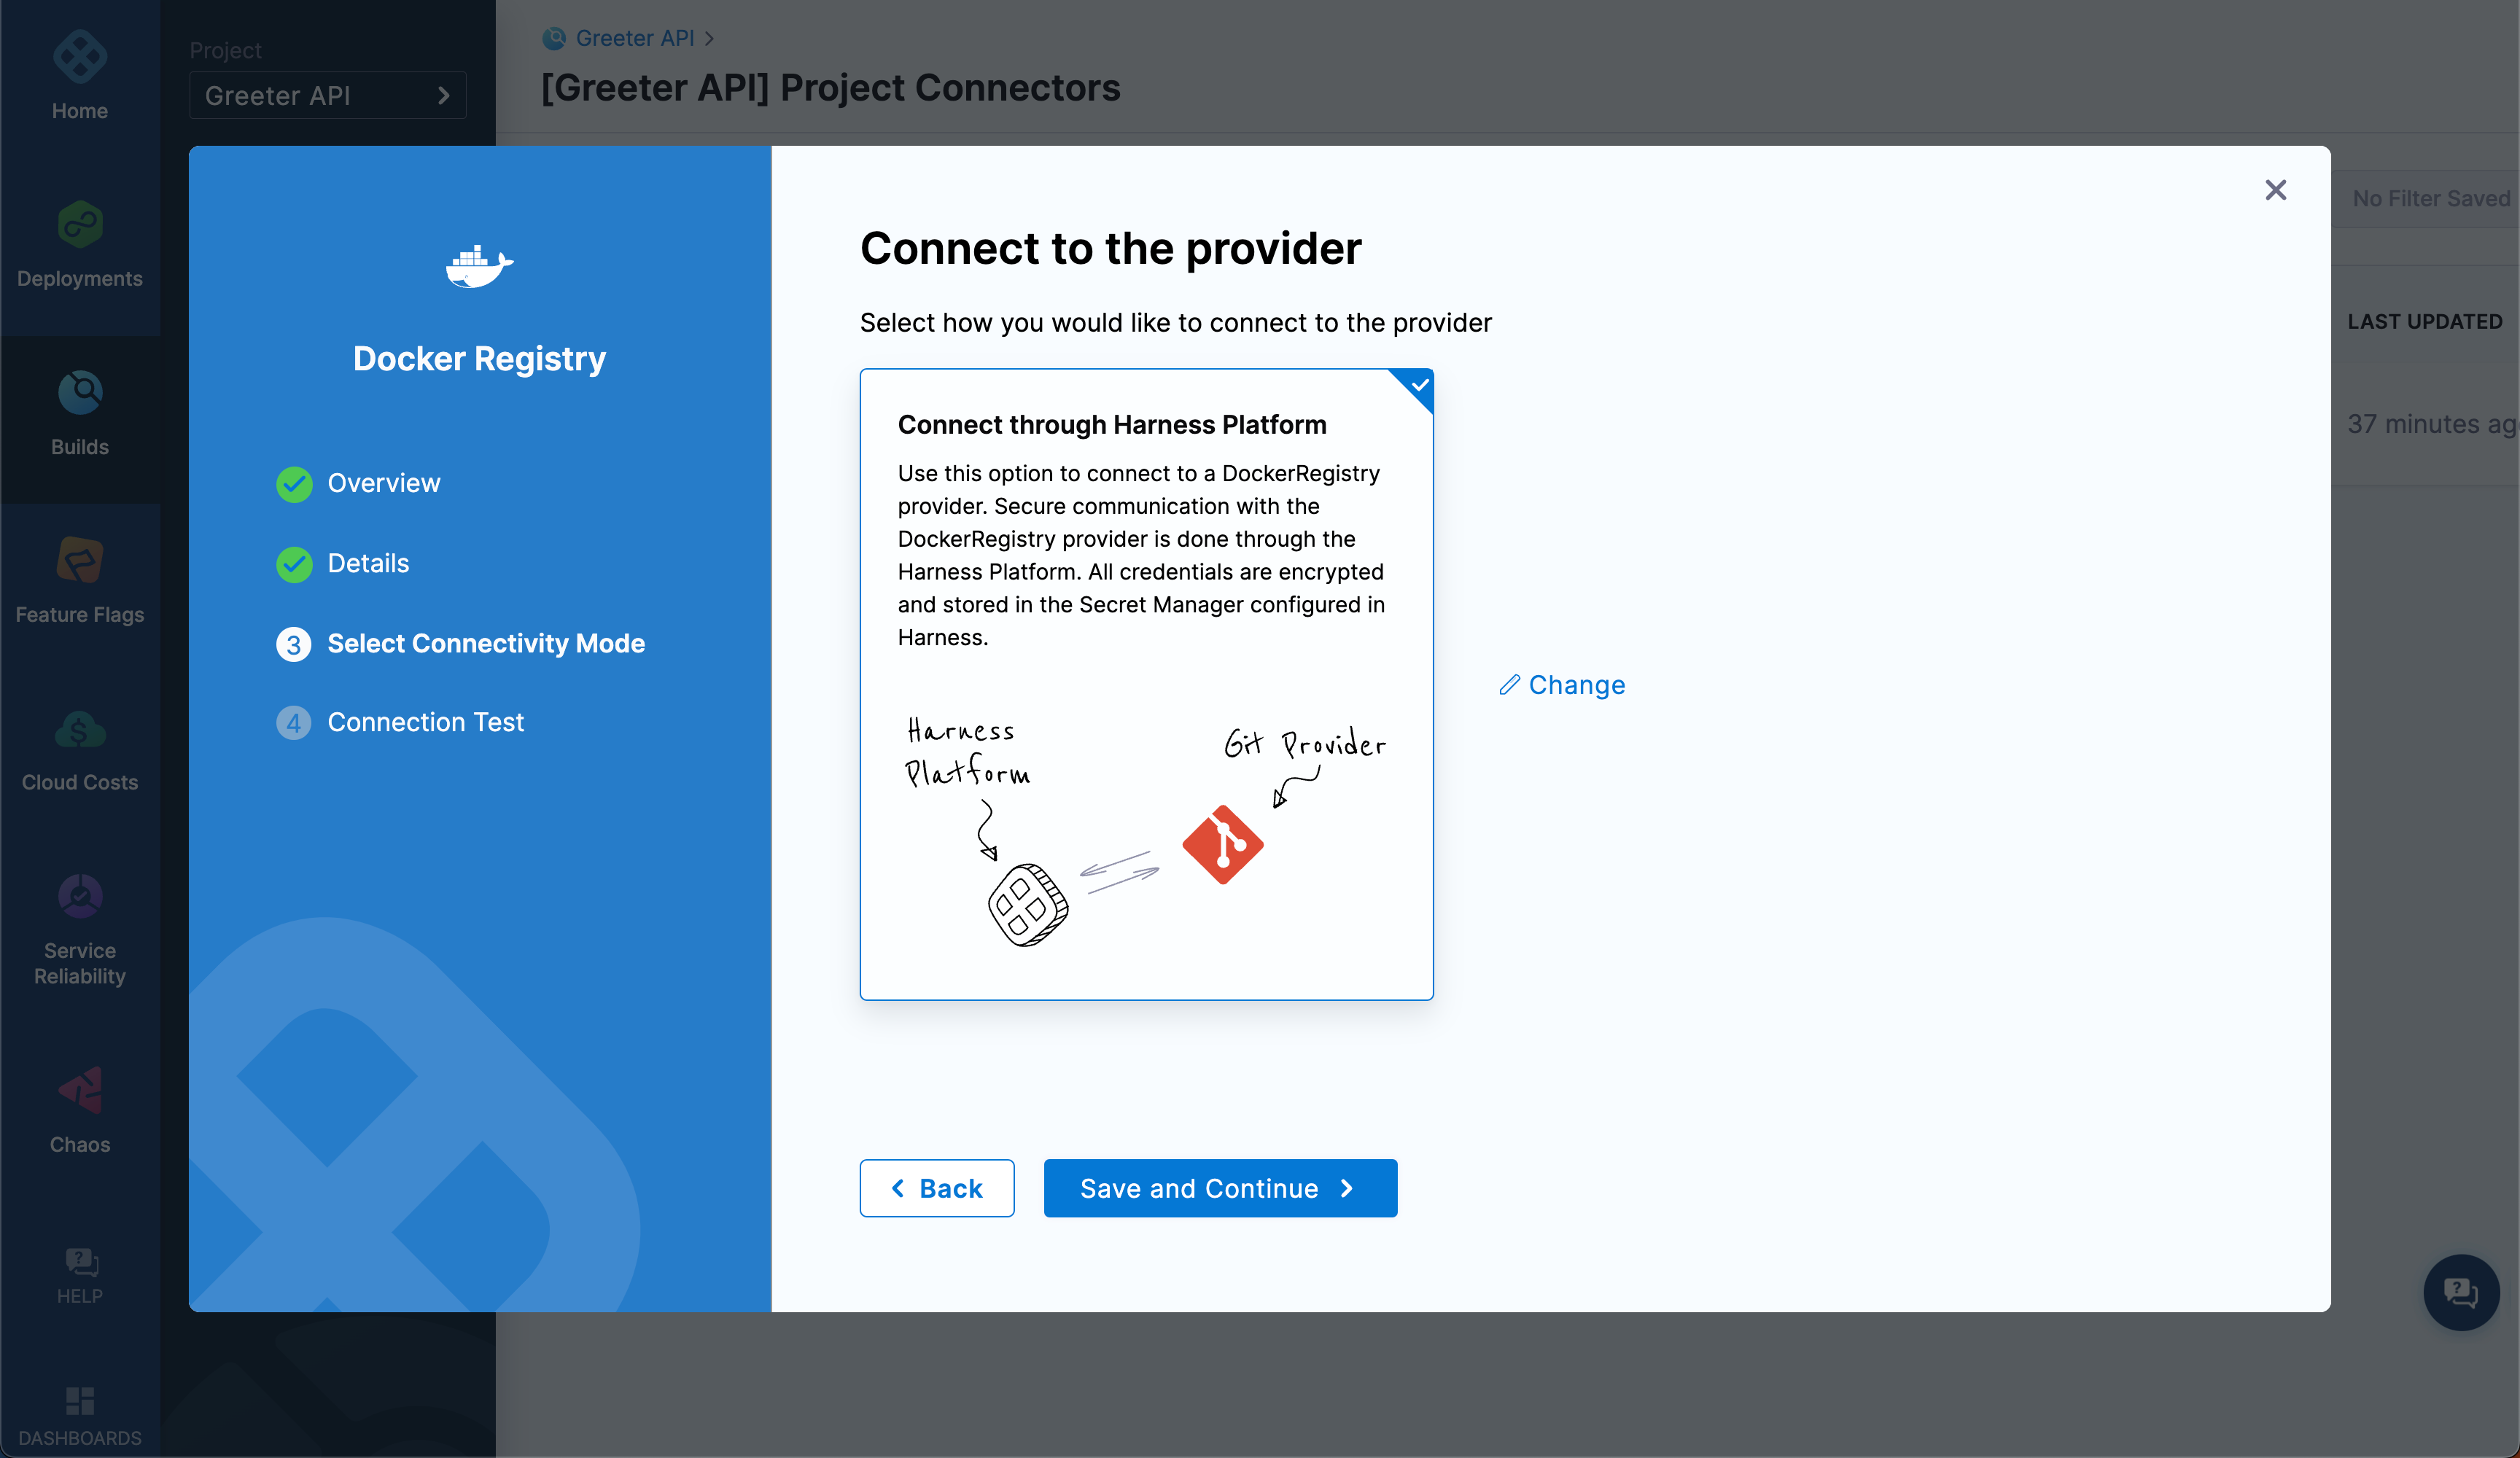 Home
Deployments
Builds
Feature Flags
Cloud Costs
Service
Reliability
Chaos
HELP
DASHBOARDS
Project
Greeter API
Greeter API
[Greeter API] Project Connectors
No Filter Saved
LAST UPDATED
37 minutes ag
Docker Registry
Overview
Details
3 Select Connectivity Mode
4 Connection Test
Connect to the provider
Select how you would like to connect to the provider
Connect through Harness Platform
Use this option to connect to a DockerRegistry
provider. Secure communication with the
DockerRegistry provider is done through the
Harness Platform. All credentials are encrypted
and stored in the Secret Manager configured in
Harness.
Harness
Platform
Git Provider
Change
Back
Save and Continue